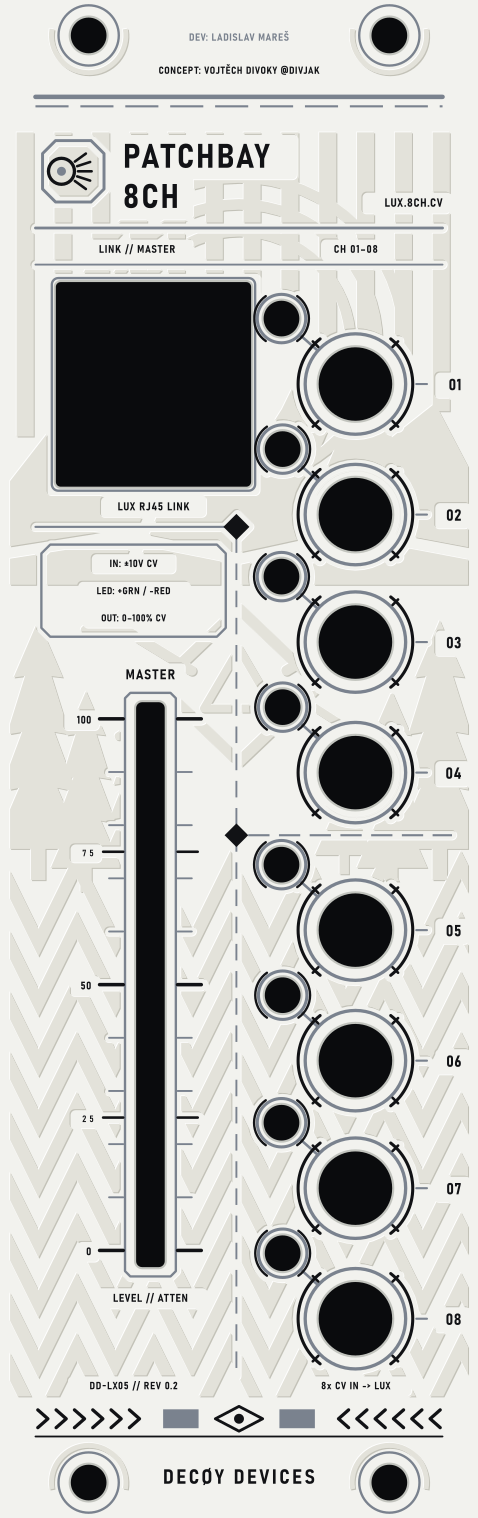 DEV: LADISLAV MAREŠ
CONCEPT: VOJTĚCH DIVOKY @DIVJAK
PATCHBAY
8CH
LUX.8CH.CV
LINK // MASTER
CH 01-08
01
LUX RJ45 LINK
02
IN: ±10V CV
LED: +GRN / -RED
OUT: 0-100% CV
03
MASTER
100
04
75
05
50
06
25
07
0
LEVEL // ATTEN
08
DD-LX05 // REV 0.2
8x CV IN -> LUX
DECØY DEVICES